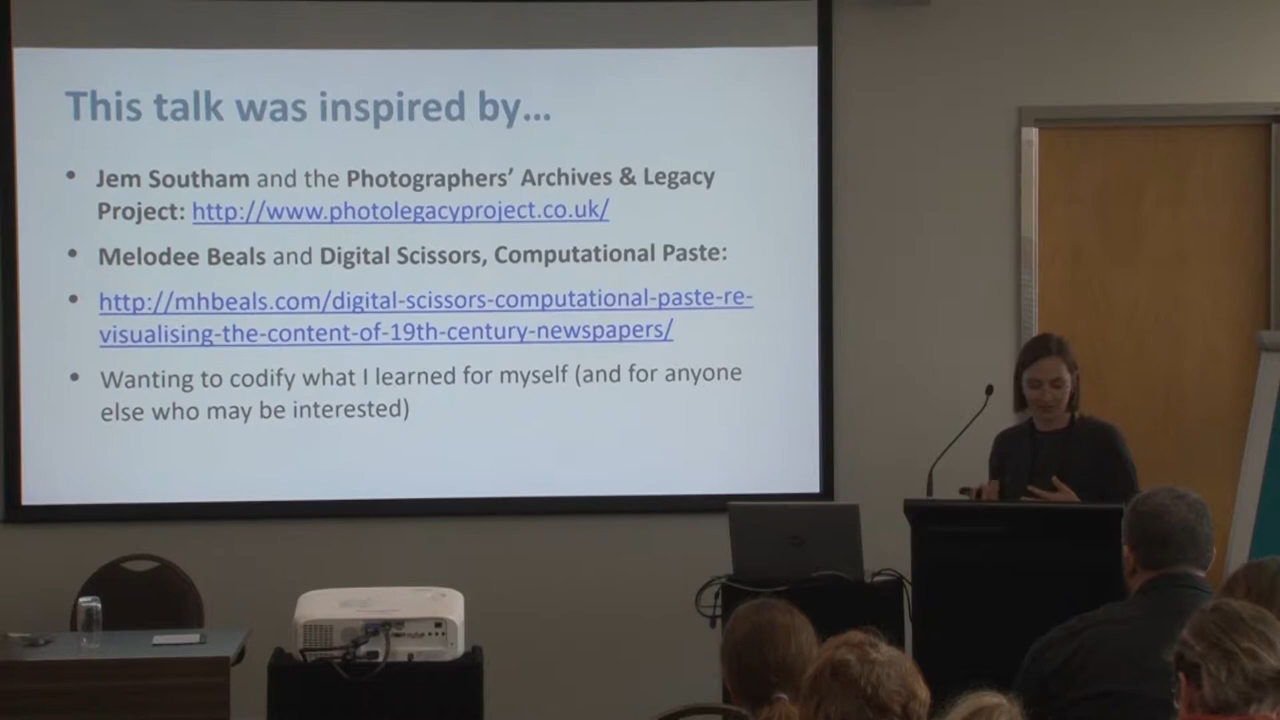 This talk was inspired by...
• Jem Southam and the Photographers' Archives & Legacy
Project: http://www.photolegacyproject.co.uk/
• Melodee Beals and Digital Scissors, Computational Paste:
• http://mhbeals.com/digital-scissors-computational-paste-re-
visualising-the-content-of-19th-century-newspapers/
• Wanting to codify what I learned for myself (and for anyone
else who may be interested)